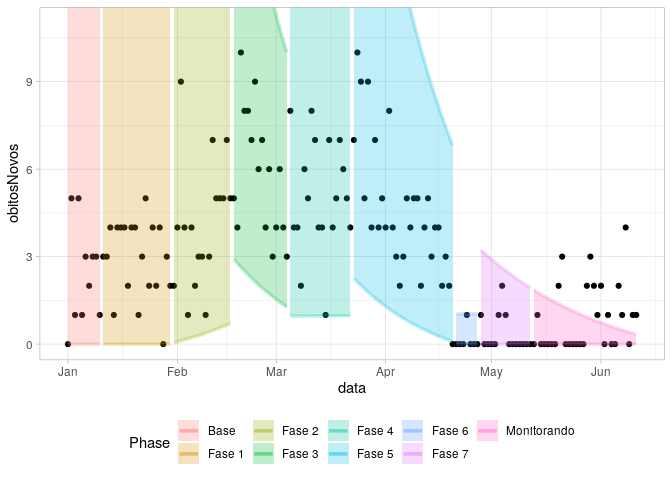 9
6
3
0
obitosNovos
Jan Feb Mar Apr May Jun
data
Phase
Base Fase 2 Fase 4 Fase 6 Monitorando
Fase 1 Fase 3 Fase 5 Fase 7